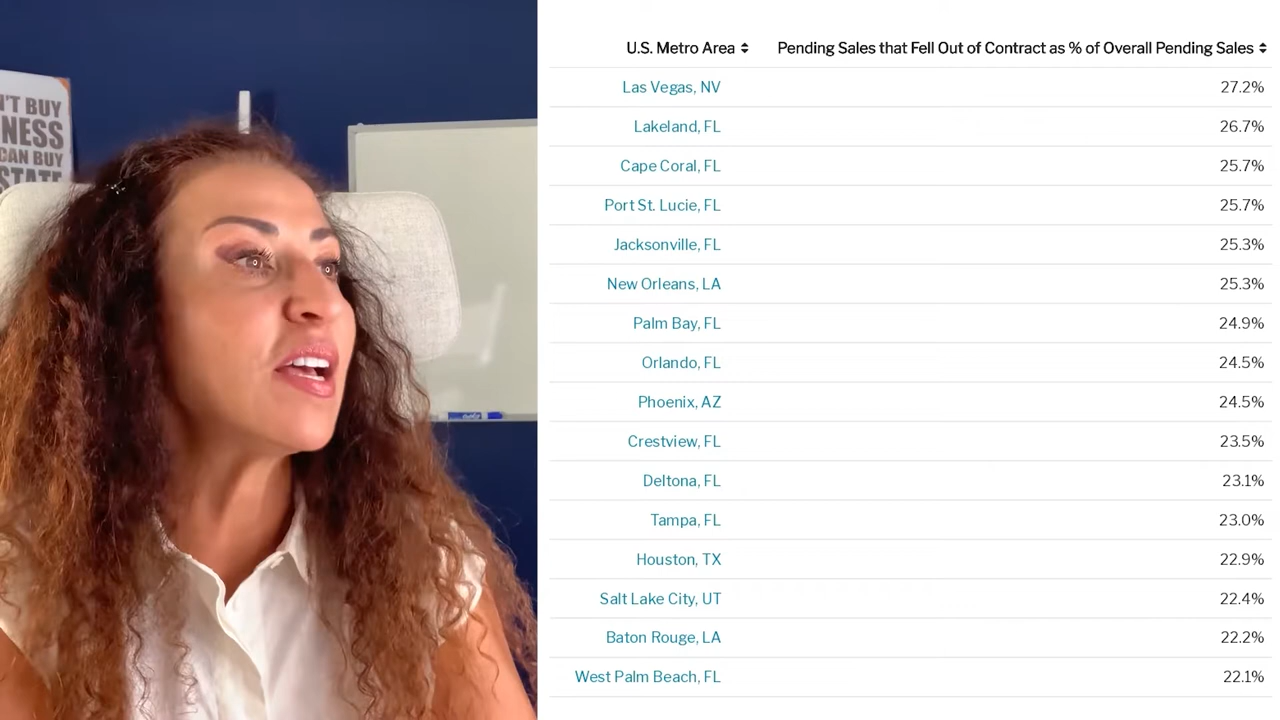 N'T BUY
NESS
CAN BUY
STATE
U.S. Metro Area Pending Sales that Fell Out of Contract as % of Overall Pending Sales
Las Vegas, NV 27.2%
Lakeland, FL 26.7%
Cape Coral, FL 25.7%
Port St. Lucie, FL 25.7%
Jacksonville, FL 25.3%
New Orleans, LA 25.3%
Palm Bay, FL 24.9%
Orlando, FL 24.5%
Phoenix, AZ 24.5%
Crestview, FL 23.5%
Deltona, FL 23.1%
Tampa, FL 23.0%
Houston, TX 22.9%
Salt Lake City, UT 22.4%
Baton Rouge, LA 22.2%
West Palm Beach, FL 22.1%